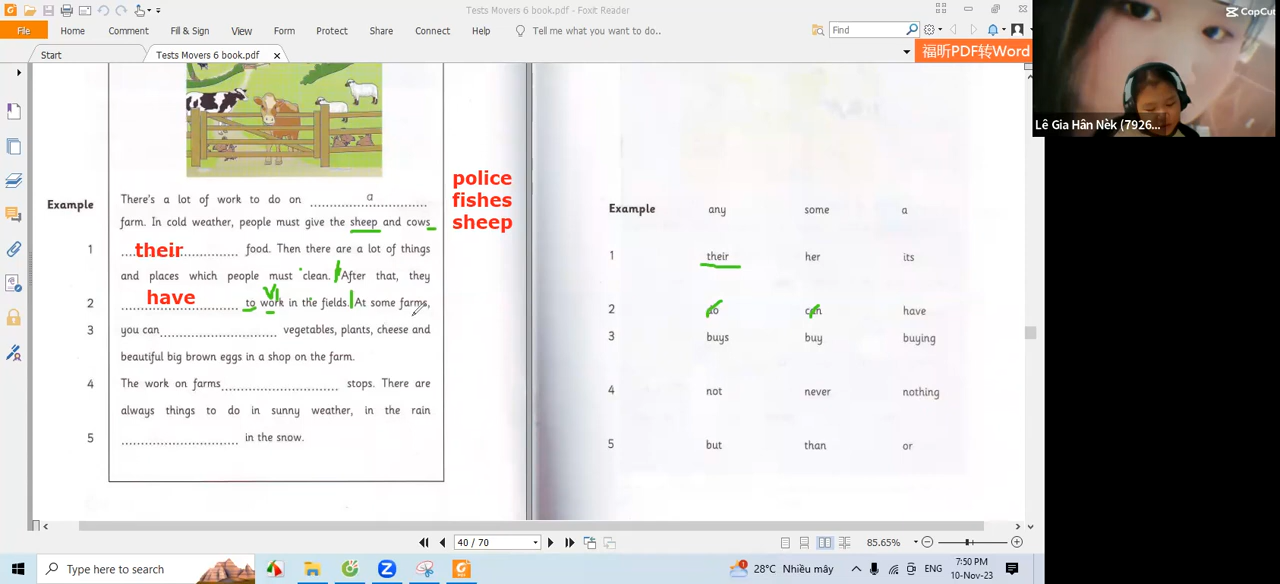 Tests Movers 6 book.pdf - Foxit Reader
CapCut
File Home Comment View Fill & Sign Form Protect Share Connect Help Tell me what you want to do.. Find
Start Tests Movers 6 book.pdf
福昕PDF转Word
Lê Gia Hân Nèk (7926...
There's a lot of work to do on a
Example farm. In cold weather, people must give the sheep and cows
1 their food. Then there are a lot of things
and places which people must clean. After that, they
2 have to work in the fields. At some farms,
3 you can vegetables, plants, cheese and
beautiful big brown eggs in a shop on the farm.
4 The work on farms stops. There are
always things to do in sunny weather, in the rain
5 in the snow.
V1
police
fishes
sheep
Example any some a
1 their her its
2 do can have
3 buys buy buying
4 not never nothing
5 but than or
40 / 70
85.65%
Type here to search
28°C Nhiều mây
ENG
7:50 PM
10-Nov-23